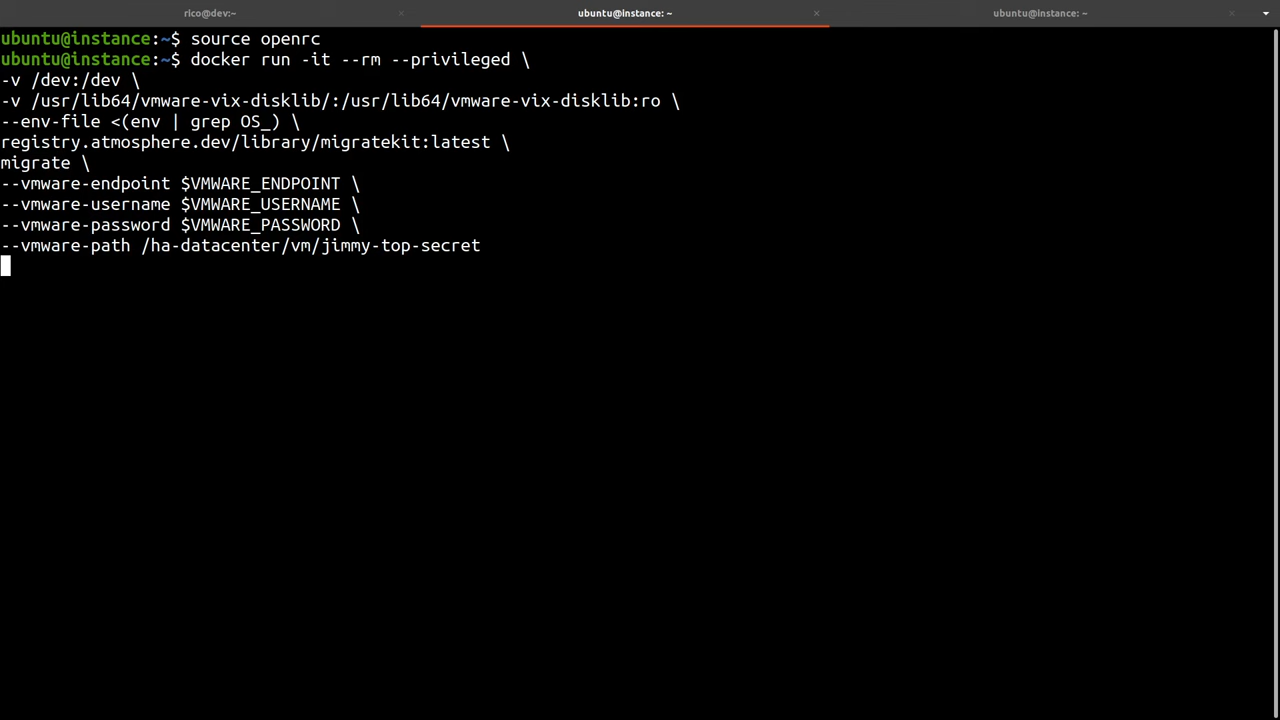 rico@dev:~ × ubuntu@instance: ~ × ubuntu@instance: ~ ×
ubuntu@instance:~$ source openrc
ubuntu@instance:~$ docker run -it --rm --privileged \
-v /dev:/dev \
-v /usr/lib64/vmware-vix-disklib/:/usr/lib64/vmware-vix-disklib:ro \
--env-file <(env | grep OS_) \
registry.atmosphere.dev/library/migratekit:latest \
migrate \
--vmware-endpoint $VMWARE_ENDPOINT \
--vmware-username $VMWARE_USERNAME \
--vmware-password $VMWARE_PASSWORD \
--vmware-path /ha-datacenter/vm/jimmy-top-secret